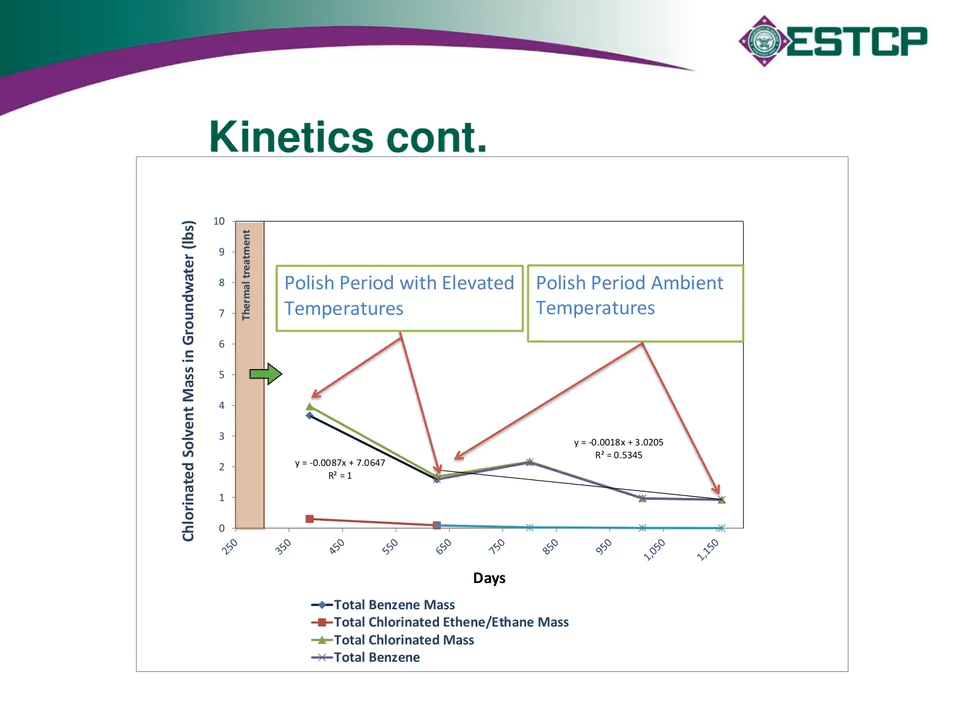 ESTCP
Kinetics cont.
Chlorinated Solvent Mass in Groundwater (lbs)
10
9
8
7
6
5
4
3
2
1
0
Thermal treatment
Polish Period with Elevated
Temperatures
Polish Period Ambient
Temperatures
y = -0.0087x + 7.0647
R² = 1
y = -0.0018x + 3.0205
R² = 0.5345
250
350
450
550
650
750
850
950
1,050
1,150
Days
Total Benzene Mass
Total Chlorinated Ethene/Ethane Mass
Total Chlorinated Mass
Total Benzene